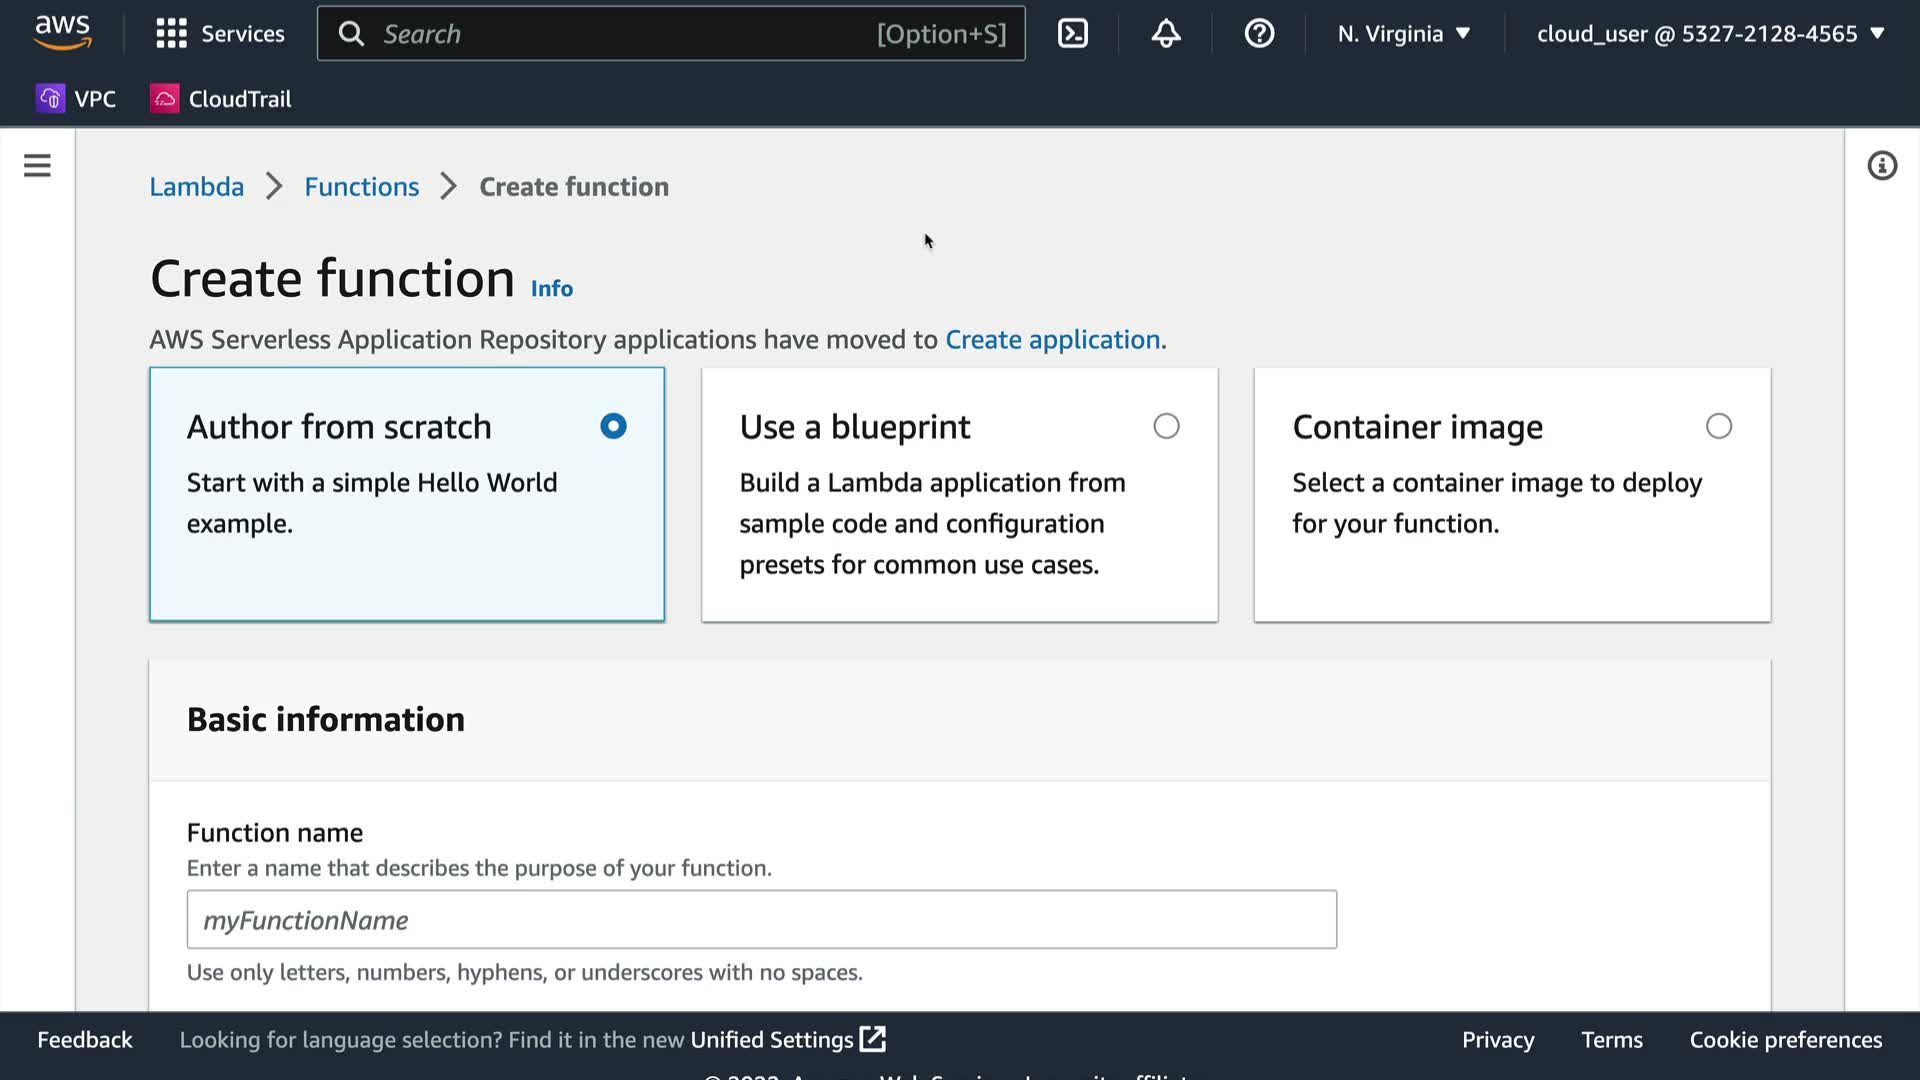 aws Services Search [Option+S] N. Virginia cloud_user @ 5327-2128-4565
VPC CloudTrail
Lambda Functions Create function
Create function Info
AWS Serverless Application Repository applications have moved to Create application.
Author from scratch
Start with a simple Hello World
example.
Use a blueprint
Build a Lambda application from
sample code and configuration
presets for common use cases.
Container image
Select a container image to deploy
for your function.
Basic information
Function name
Enter a name that describes the purpose of your function.
myFunctionName
Use only letters, numbers, hyphens, or underscores with no spaces.
Feedback Looking for language selection? Find it in the new Unified Settings Privacy Terms Cookie preferences